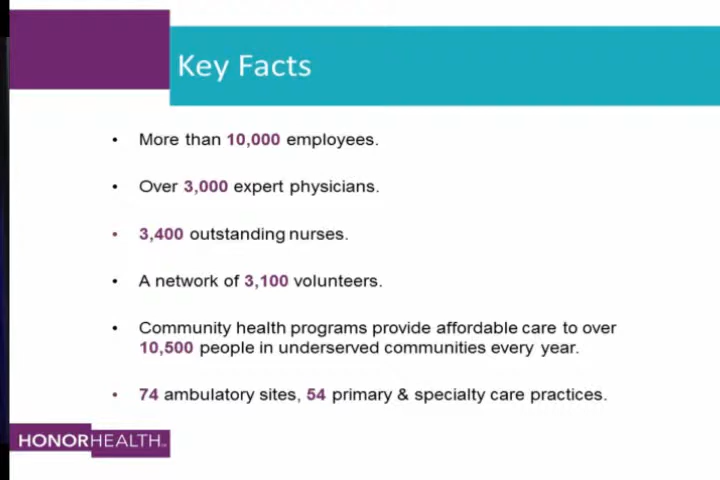 Key Facts
• More than 10,000 employees.
• Over 3,000 expert physicians.
• 3,400 outstanding nurses.
• A network of 3,100 volunteers.
• Community health programs provide affordable care to over
10,500 people in underserved communities every year.
• 74 ambulatory sites, 54 primary & specialty care practices.
HONORHEALTH